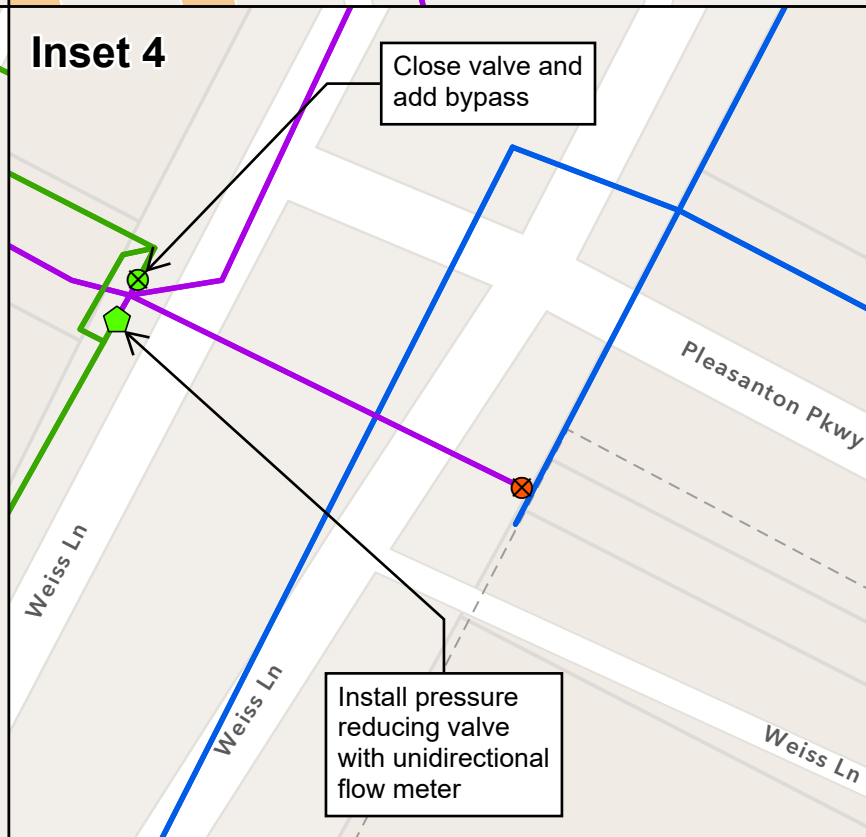 Inset 4
Close valve and
add bypass
Pleasanton Pkwy
Weiss Ln
Weiss Ln
Install pressure
reducing valve
with unidirectional
flow meter
Weiss Ln